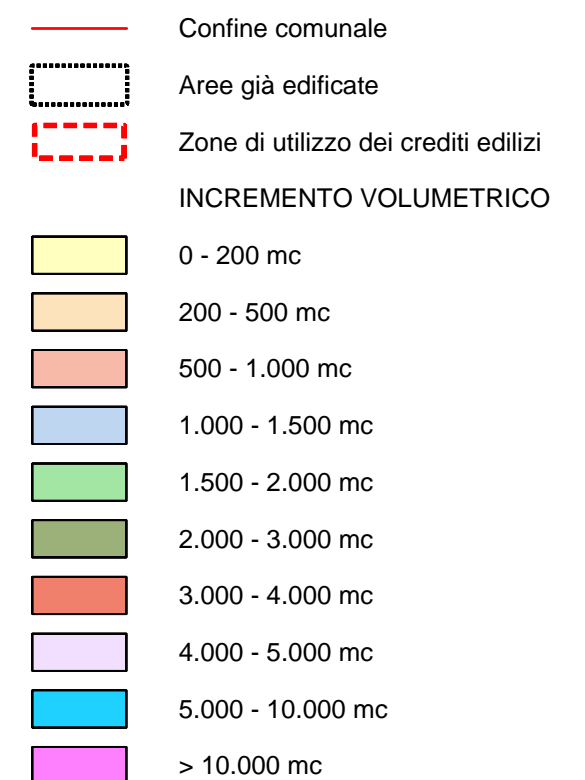 Confine comunale
Aree già edificate
Zone di utilizzo dei crediti edilizi
INCREMENTO VOLUMETRICO
0 - 200 mc
200 - 500 mc
500 - 1.000 mc
1.000 - 1.500 mc
1.500 - 2.000 mc
2.000 - 3.000 mc
3.000 - 4.000 mc
4.000 - 5.000 mc
5.000 - 10.000 mc
> 10.000 mc